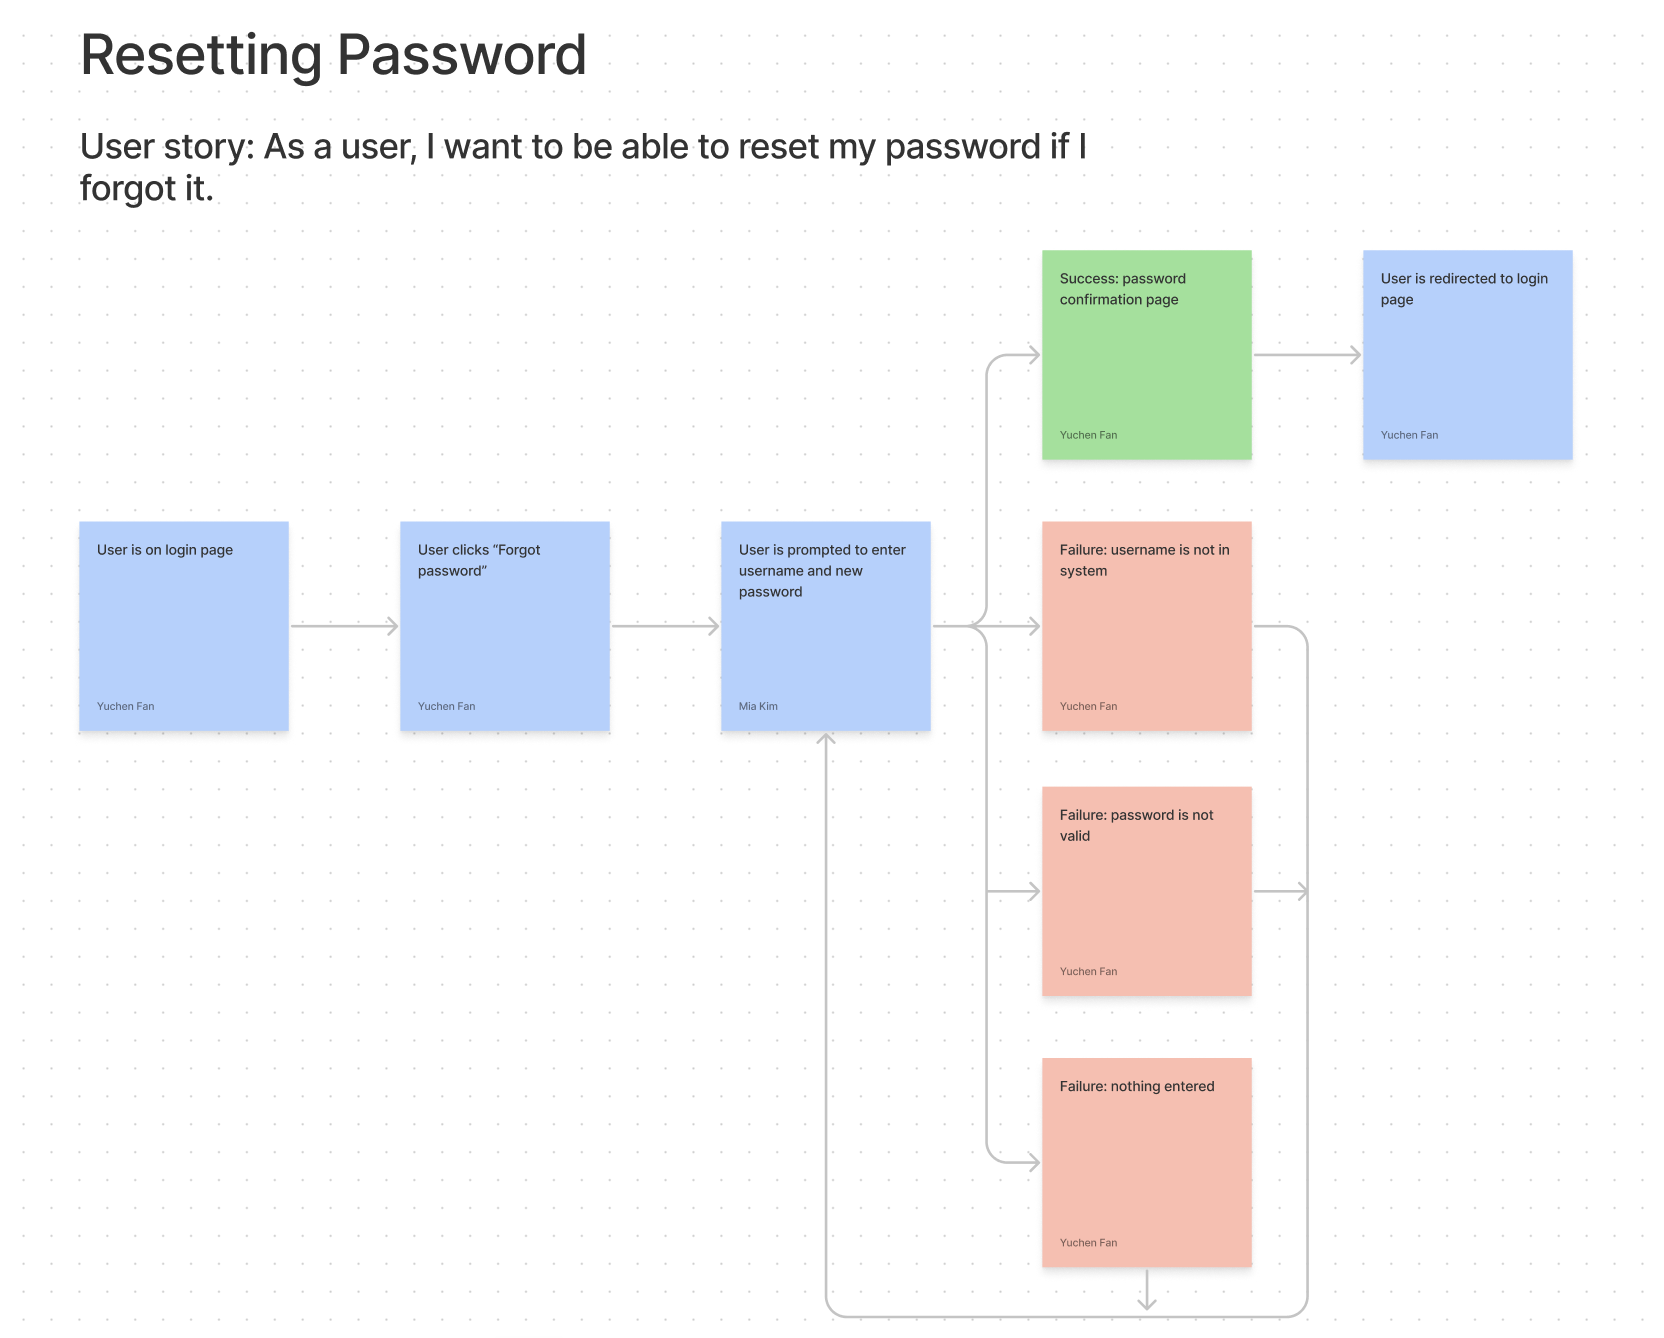 Resetting Password
User story: As a user, I want to be able to reset my password if I
forgot it.
Success: password
confirmation page
Yuchen Fan
User is redirected to login
page
Yuchen Fan
User is on login page
Yuchen Fan
User clicks “Forgot
password”
Yuchen Fan
User is prompted to enter
username and new
password
Mia Kim
Failure: username is not in
system
Yuchen Fan
Failure: password is not
valid
Yuchen Fan
Failure: nothing entered
Yuchen Fan